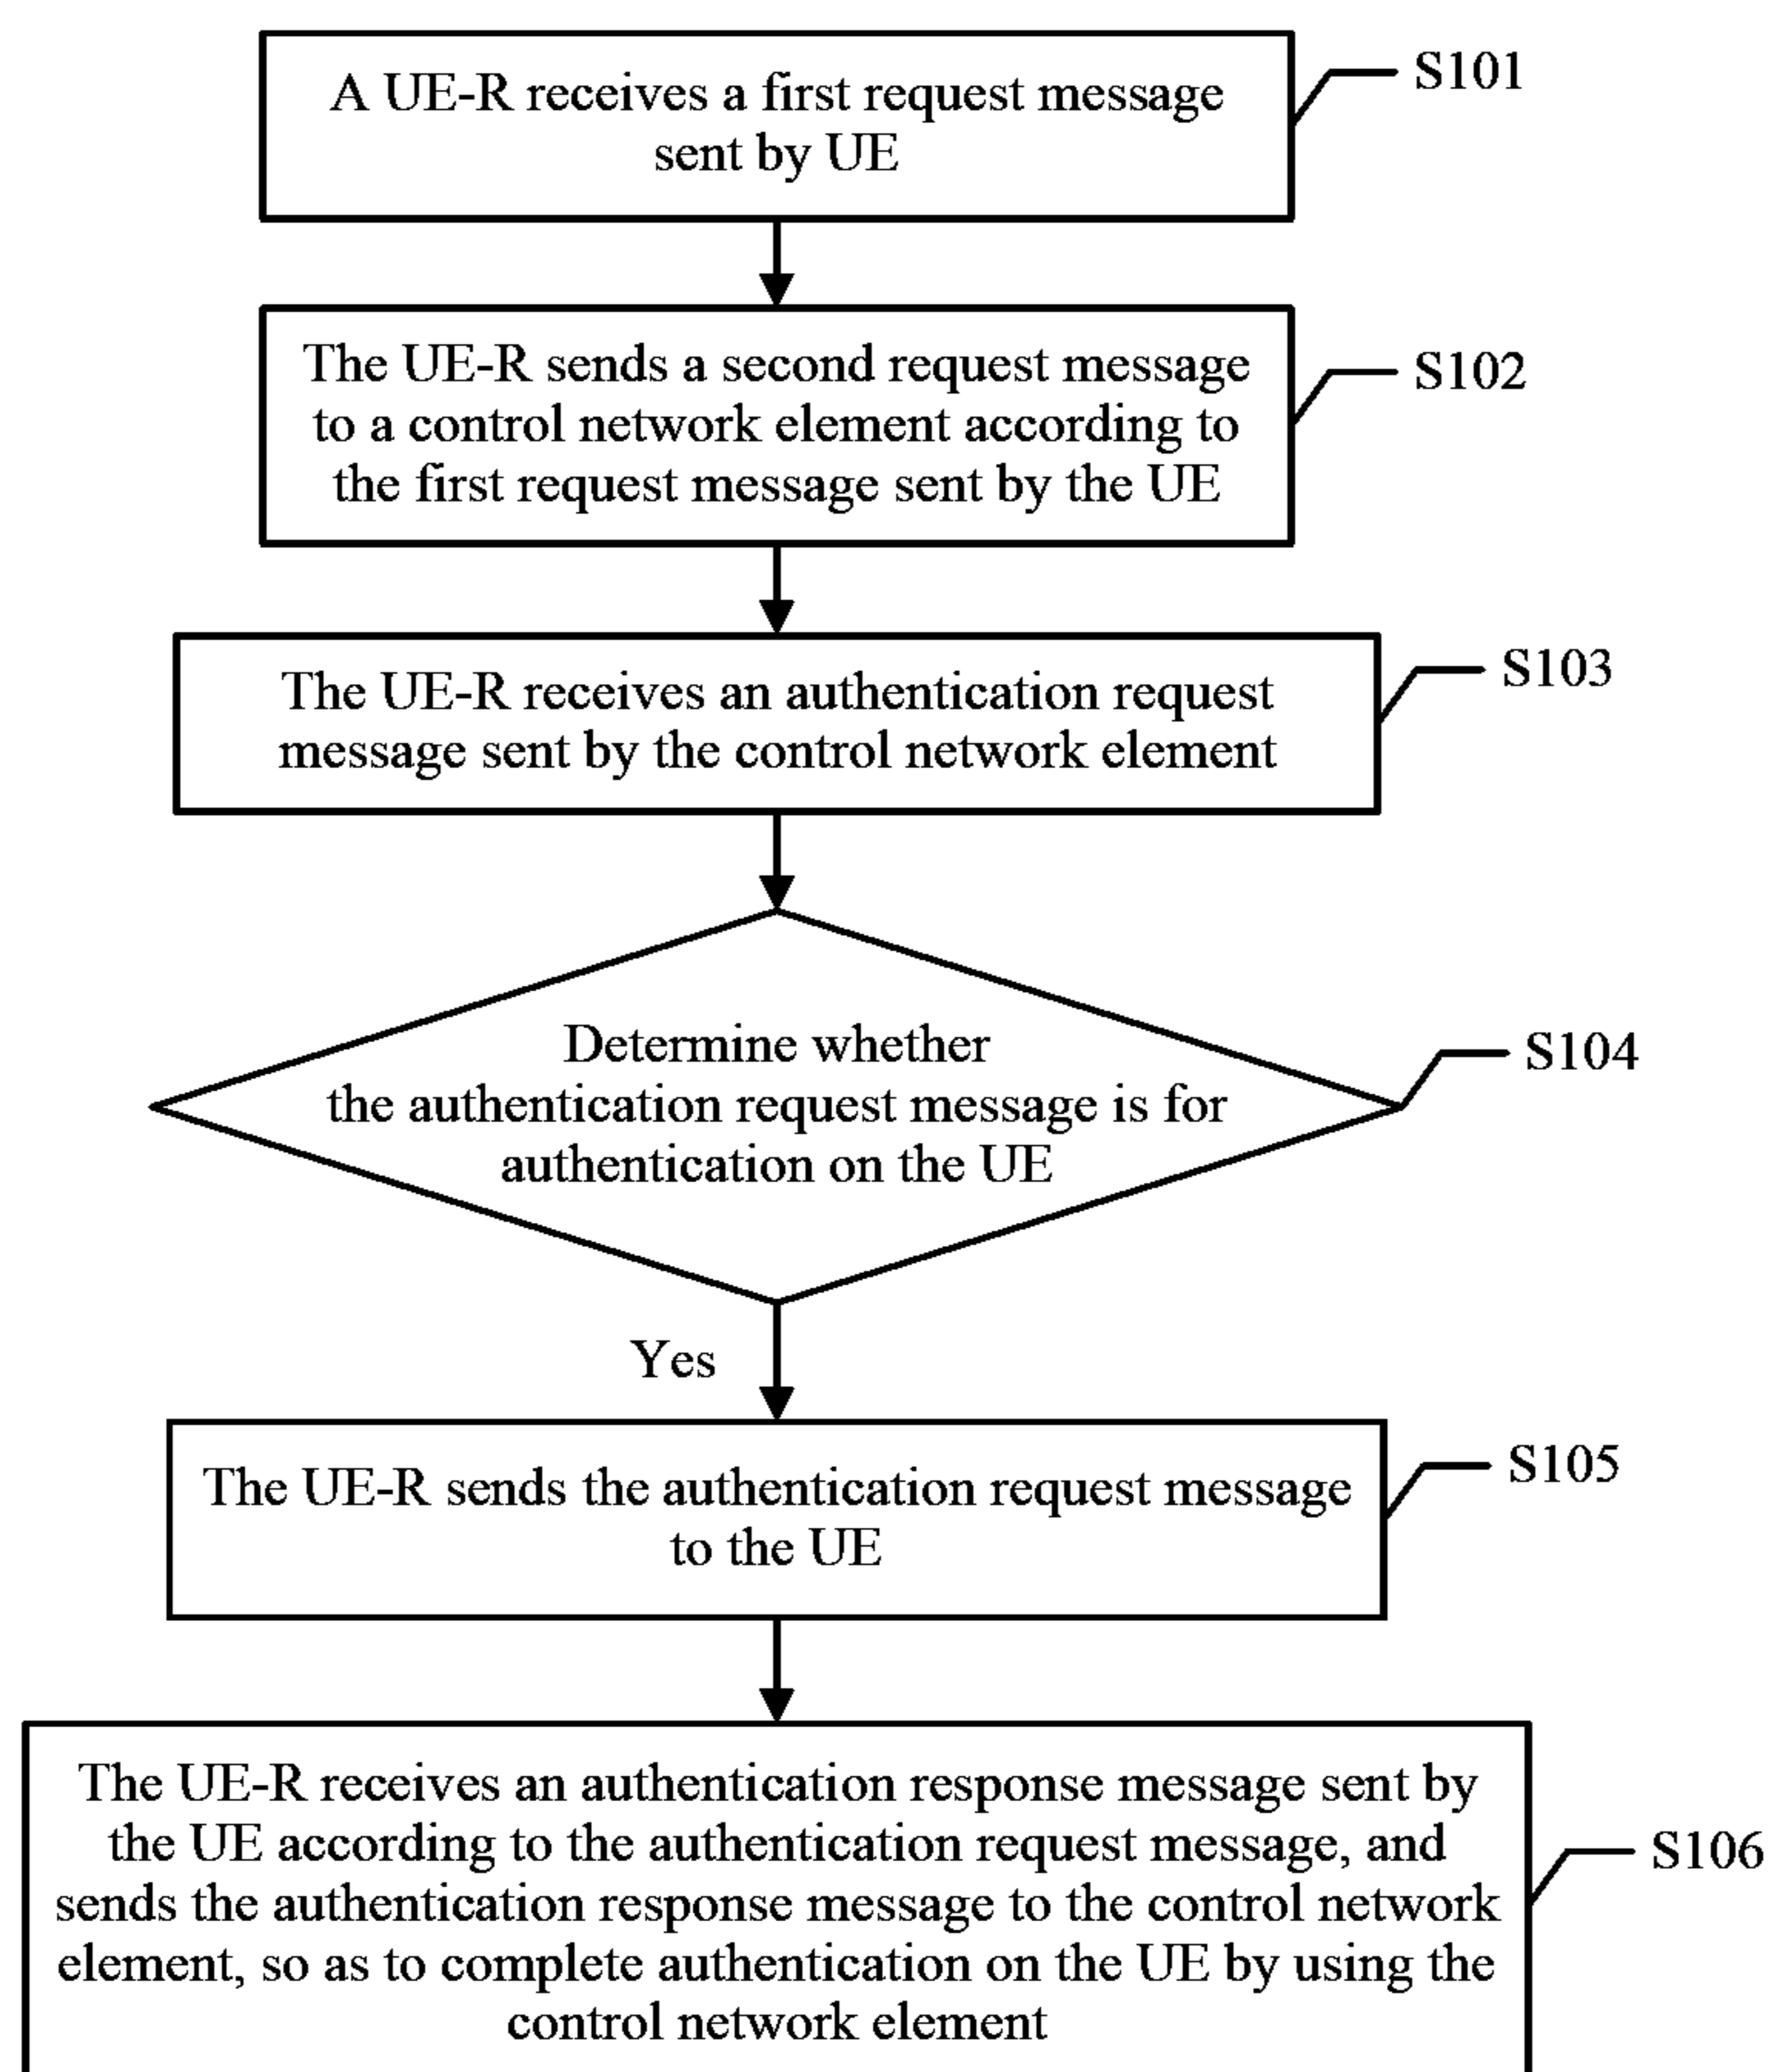 A UE-R receives a first request message
sent by UE
S101
The UE-R sends a second request message
to a control network element according to
the first request message sent by the UE
S102
The UE-R receives an authentication request
message sent by the control network element
S103
Determine whether
the authentication request message is for
authentication on the UE
S104
Yes
The UE-R sends the authentication request message
to the UE
S105
The UE-R receives an authentication response message sent by
the UE according to the authentication request message, and
sends the authentication response message to the control network
element, so as to complete authentication on the UE by using the
control network element
S106